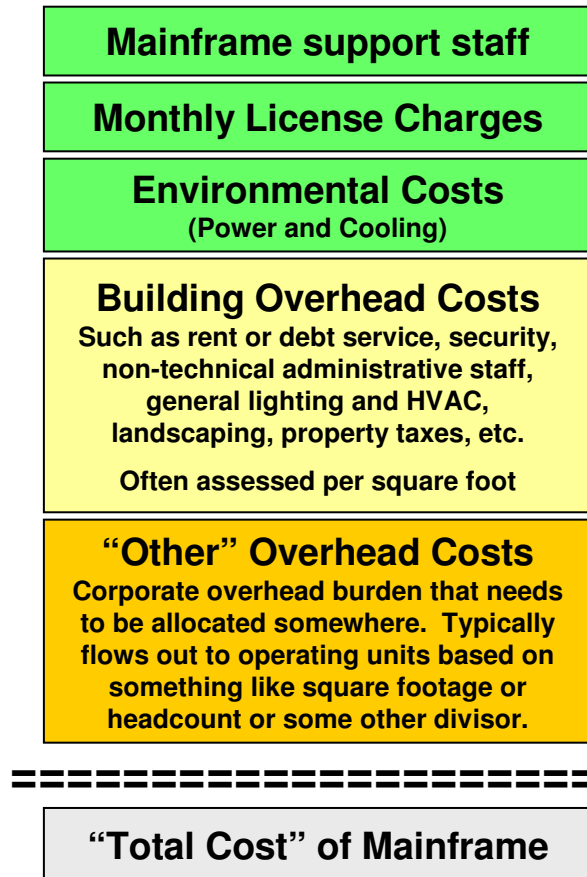 Mainframe support staff
Monthly License Charges
Environmental Costs
(Power and Cooling)
Building Overhead Costs
Such as rent or debt service, security,
non-technical administrative staff,
general lighting and HVAC,
landscaping, property taxes, etc.
Often assessed per square foot
“Other” Overhead Costs
Corporate overhead burden that needs
to be allocated somewhere.  Typically
flows out to operating units based on
something like square footage or
headcount or some other divisor.
=====================
“Total Cost” of Mainframe